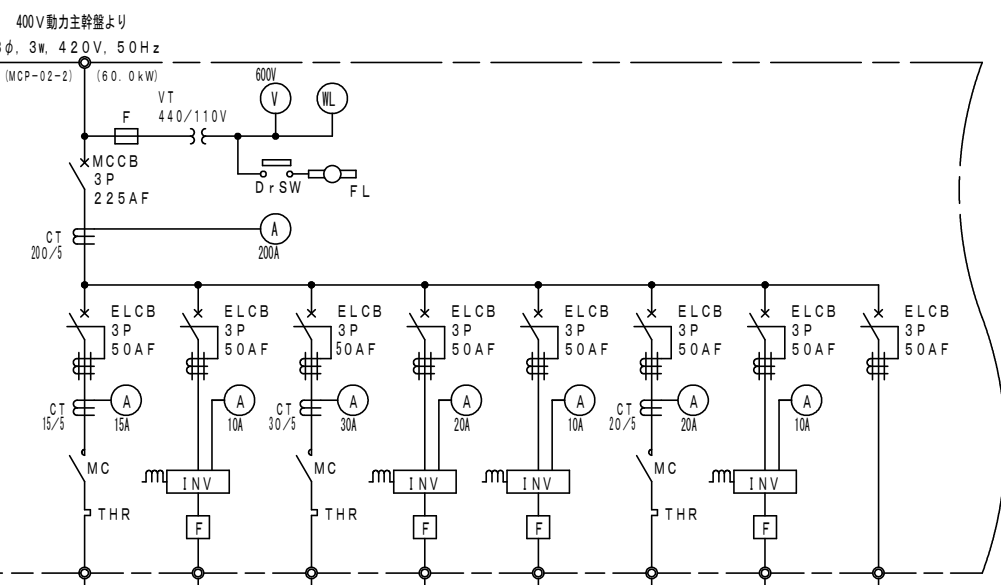 400V動力主幹盤より
3φ, 3w, 420V, 50Hz
(MCP-02-2) (60.0kW)
600V
V
WL
VT
440/110V
F
DrSW
FL
MCCB
3P
225AF
CT
200/5
A
200A
ELCB
3P
50AF
ELCB
3P
50AF
ELCB
3P
50AF
ELCB
3P
50AF
ELCB
3P
50AF
ELCB
3P
50AF
ELCB
3P
50AF
ELCB
3P
50AF
CT
15/5
A
15A
A
10A
CT
30/5
A
30A
A
20A
A
10A
CT
20/5
A
20A
A
10A
MC
INV
MC
INV
INV
MC
INV
THR
F
THR
F
F
THR
F